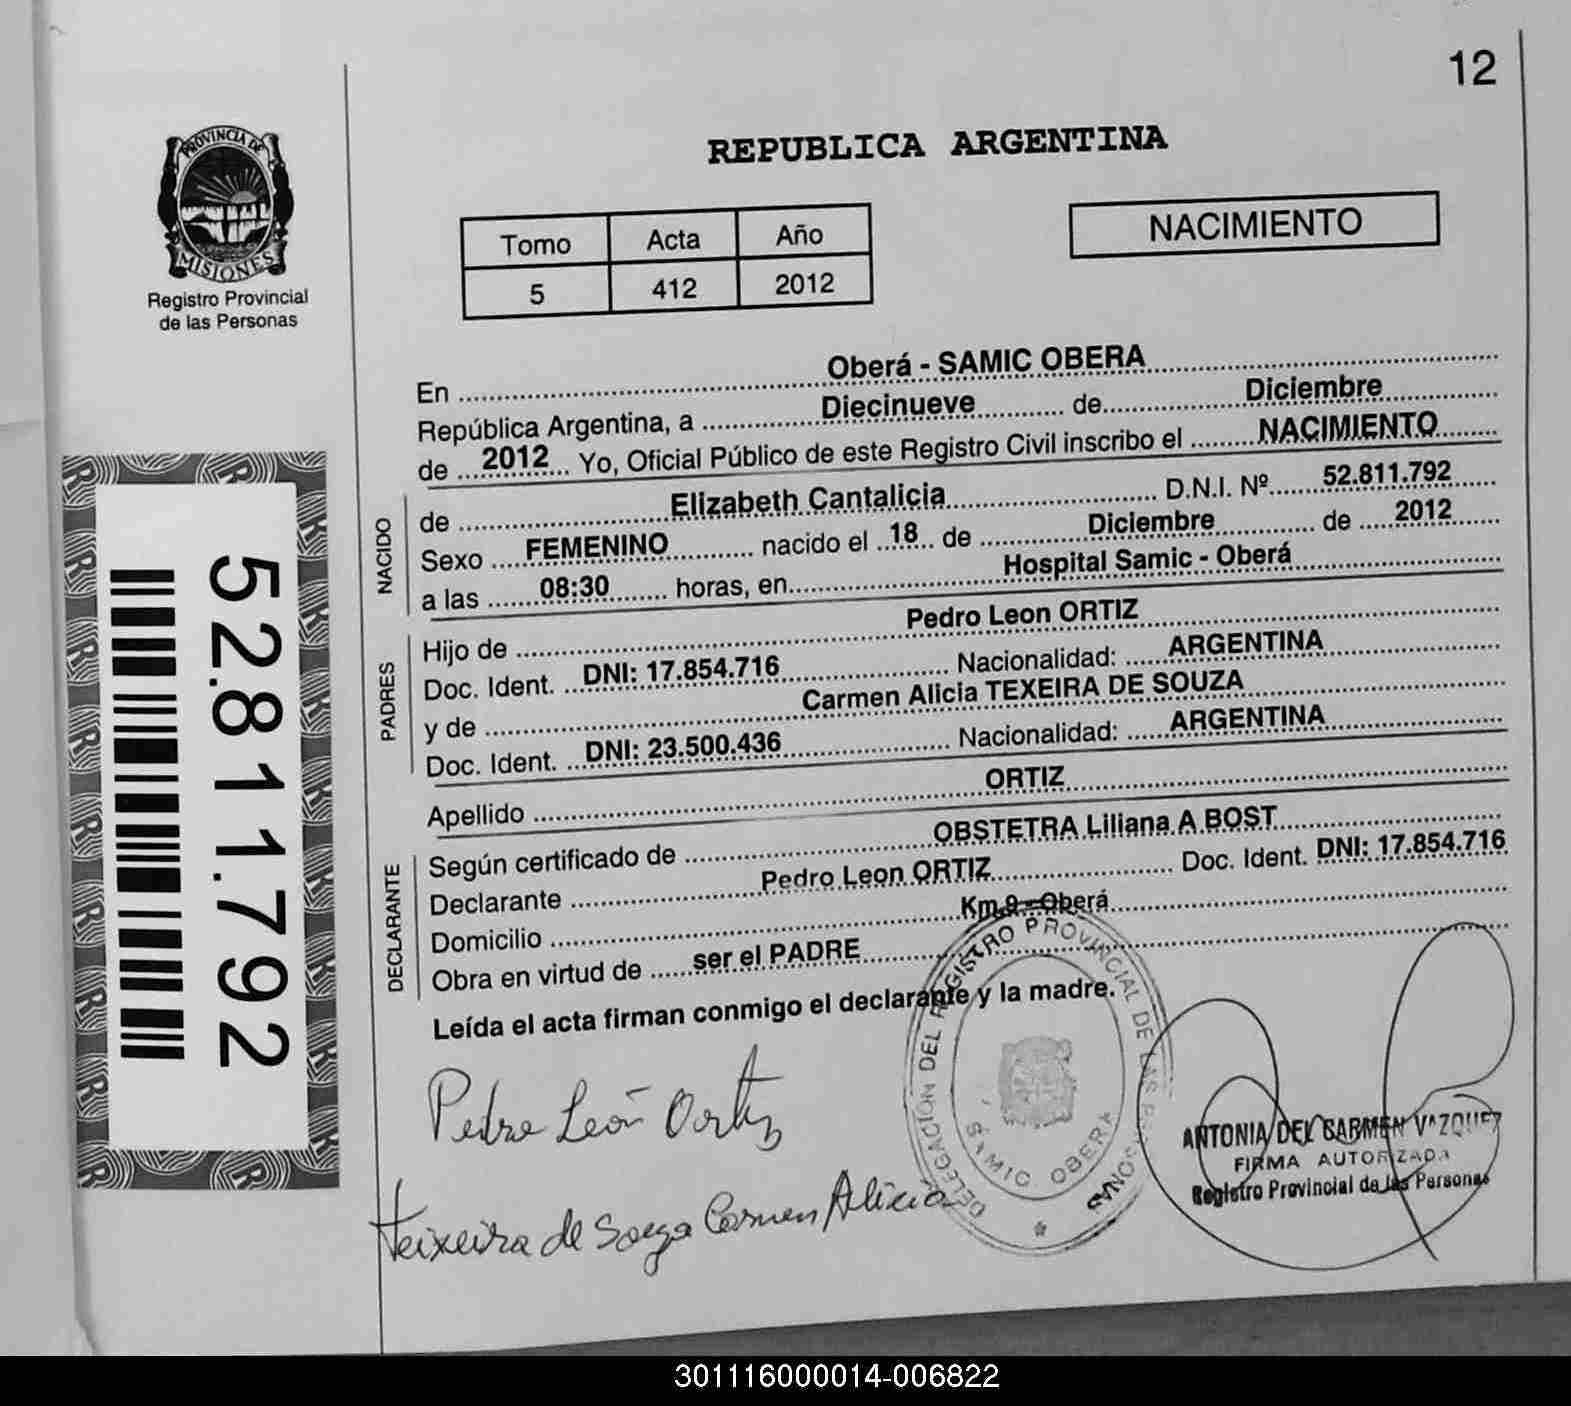 12
PROVINCIA DE
MISIONES
Registro Provincial
de las Personas
REPUBLICA ARGENTINA
Tomo Acta Año
5 412 2012
NACIMIENTO
En Oberá - SAMIC OBERA
República Argentina, a Diecinueve de Diciembre
de 2012 Yo, Oficial Público de este Registro Civil inscribo el NACIMIENTO
NACIDO
de Elizabeth Cantalicia D.N.I. Nº 52.811.792
Sexo FEMENINO nacido el 18 de Diciembre de 2012
a las 08:30 horas, en Hospital Samic - Oberá
PADRES
Hijo de Pedro Leon ORTIZ
Doc. Ident. DNI: 17.854.716 Nacionalidad: ARGENTINA
y de Carmen Alicia TEXEIRA DE SOUZA
Doc. Ident. DNI: 23.500.436 Nacionalidad: ARGENTINA
Apellido ORTIZ
DECLARANTE
Según certificado de OBSTETRA Liliana A BOST
Declarante Pedro Leon ORTIZ Doc. Ident. DNI: 17.854.716
Domicilio Km 9 - Oberá
Obra en virtud de ser el PADRE
Leída el acta firman conmigo el declarante y la madre.
52.811.792
Pedro León Ortiz
Teixeira de Souza Carmen Alicia
DELEGACION DEL REGISTRO PROVINCIAL DE LAS
SAMIC OBERA
ANTONIA DEL CARMEN VAZQUEZ
FIRMA AUTORIZADA
Registro Provincial de las Personas
301116000014-006822